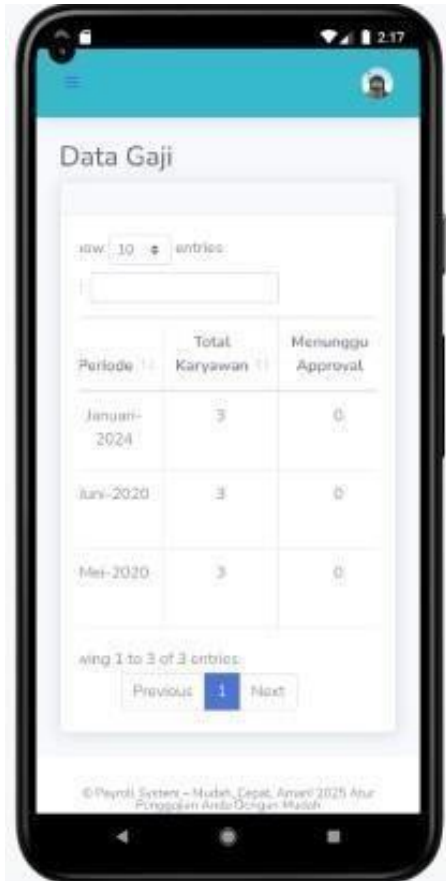 2:17
Data Gaji
how 10 entries
:
Periode Total Karyawan Menunggu Approval
Januari-2024 3 0
Juni-2020 3 0
Mei-2020 3 0
wing 1 to 3 of 3 entries
Previous 1 Next
© Payroll System – Mudah, Cepat, Aman! 2025 Atur
Penggajian Anda Dengan Mudah